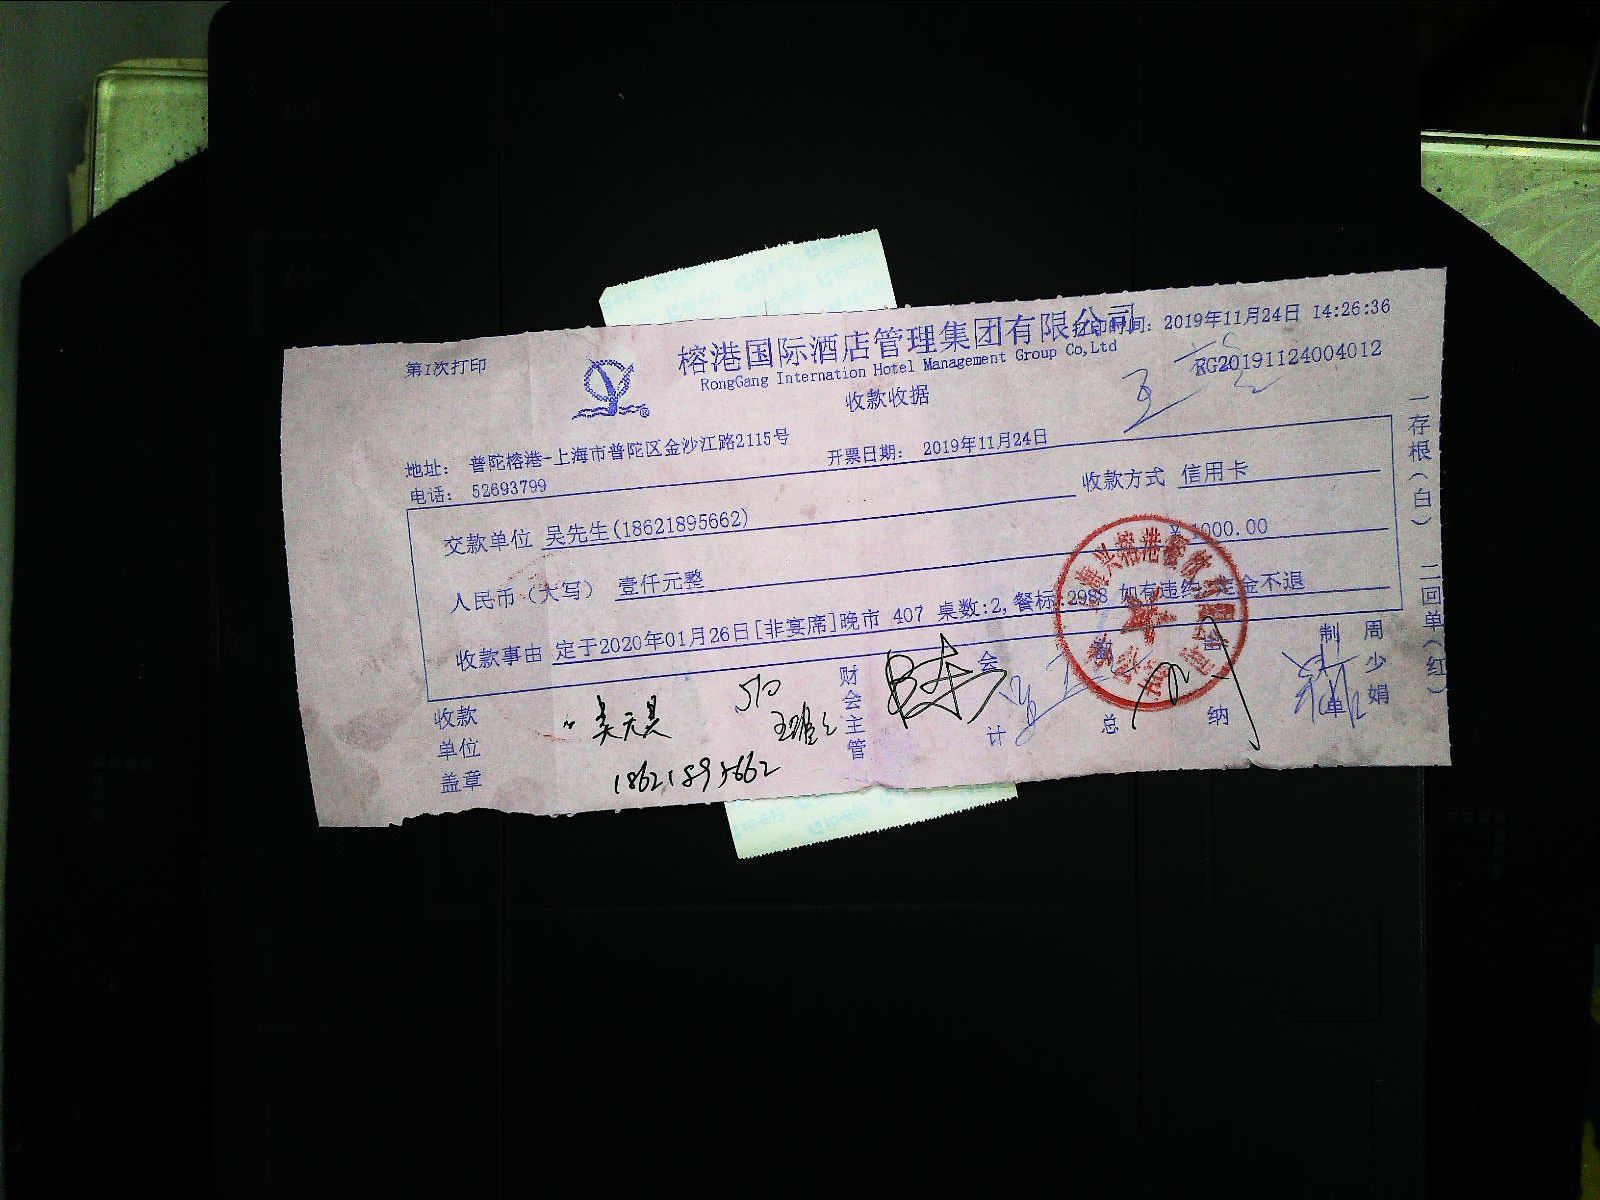 第1次打印
榕港国际酒店管理集团有限公司
打印时间: 2019年11月24日 14:26:36
RongGang Internation Hotel Management Group Co,Ltd
RG20191124004012
收款收据
地址: 普陀榕港-上海市普陀区金沙江路2115号
开票日期: 2019年11月24日
电话: 52693799
收款方式 信用卡
交款单位 吴先生(18621895662)
¥ 1000.00
人民币（大写） 壹仟元整
收款事由 定于2020年01月26日[非宴席]晚市 407 桌数:2, 餐标:2988 如有违约 定金不退
收款单位盖章
财会主管
会计
总
纳
制单
周少娟
18621895662
一存根（白） 二回单（红）